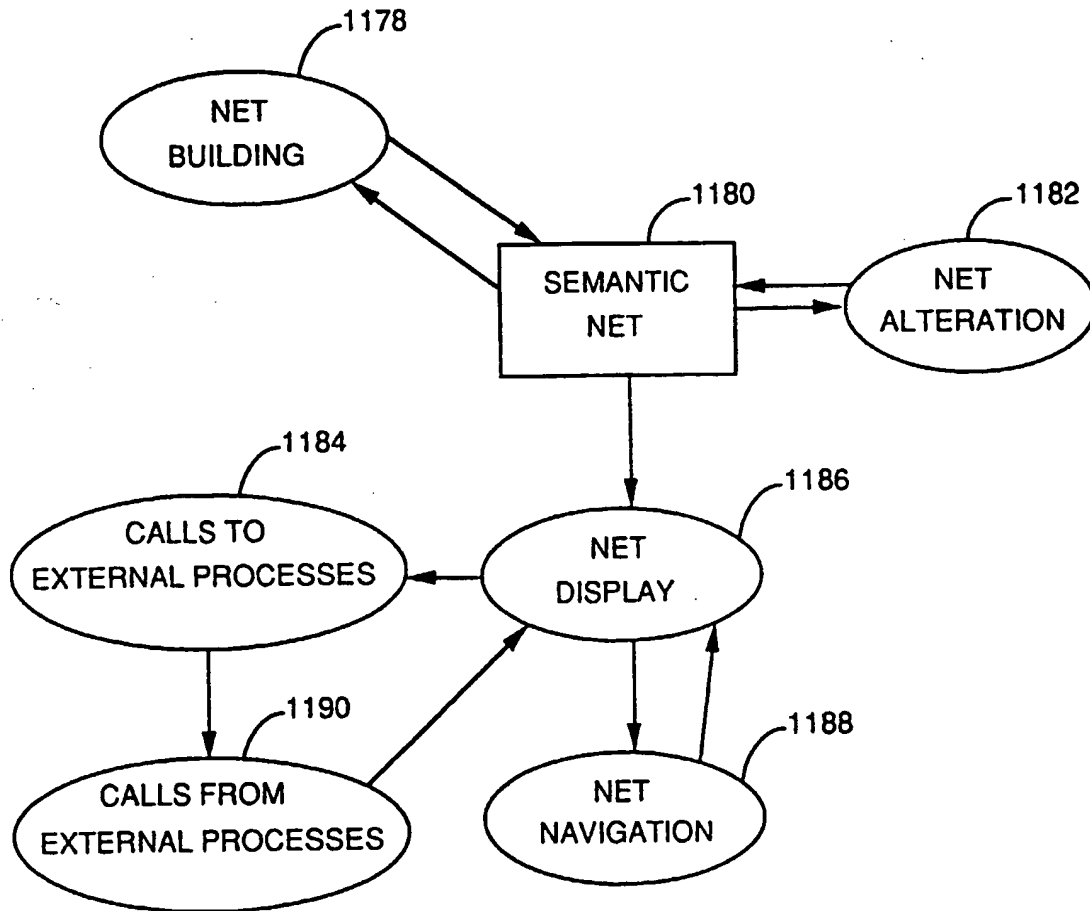 1178
NET
BUILDING
1180
SEMANTIC
NET
1182
NET
ALTERATION
1184
CALLS TO
EXTERNAL PROCESSES
1186
NET
DISPLAY
1190
CALLS FROM
EXTERNAL PROCESSES
1188
NET
NAVIGATION